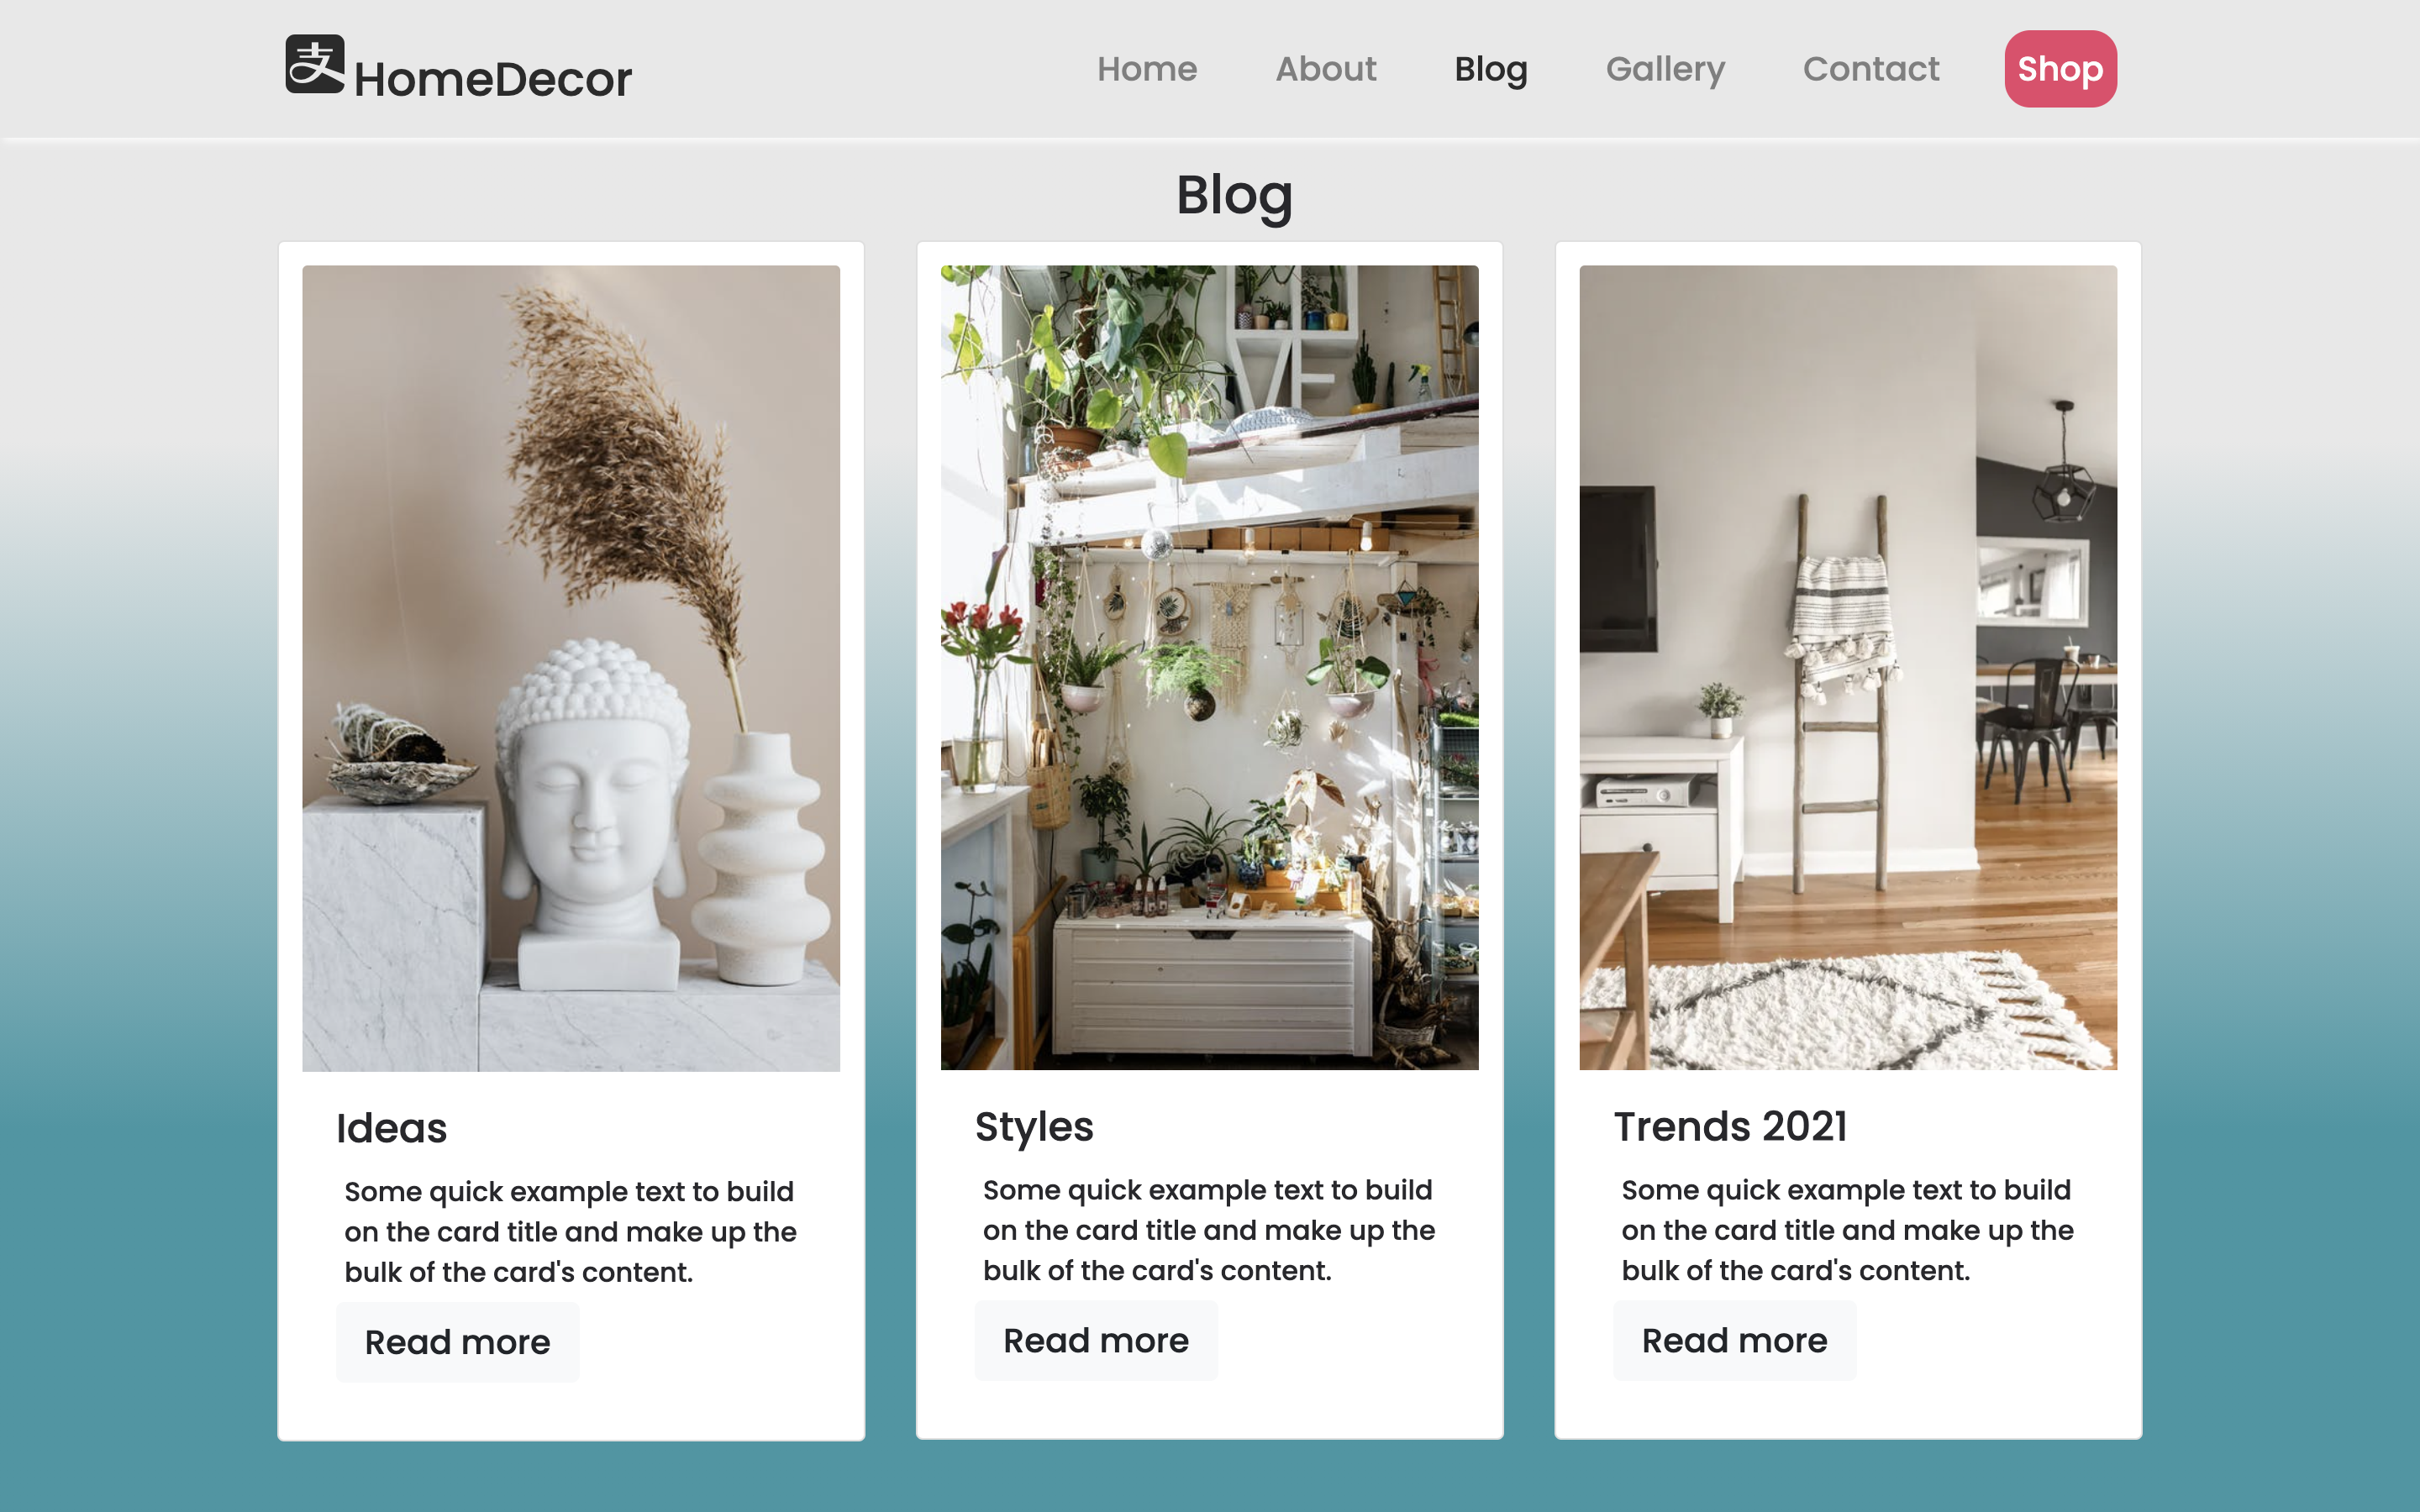 支 HomeDecor
Home About Blog Gallery Contact Shop
Blog
VE
Ideas
Some quick example text to build
on the card title and make up the
bulk of the card's content.
Read more
Styles
Some quick example text to build
on the card title and make up the
bulk of the card's content.
Read more
Trends 2021
Some quick example text to build
on the card title and make up the
bulk of the card's content.
Read more